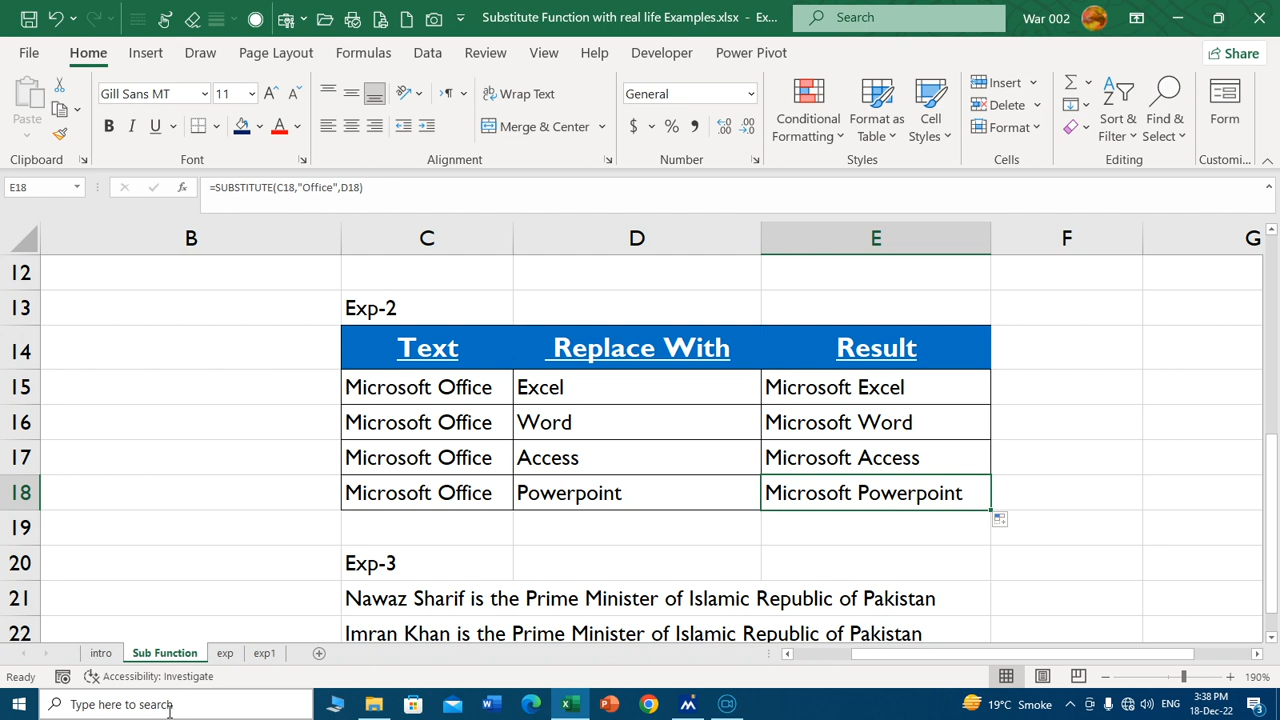 Substitute Function with real life Examples.xlsx - Ex...
Search
War 002
File Home Insert Draw Page Layout Formulas Data Review View Help Developer Power Pivot
Share
Paste
Clipboard
Gill Sans MT 11
B I U
Font
Wrap Text
Merge & Center
Alignment
General
$ % ,
Number
Conditional Formatting
Format as Table
Cell Styles
Styles
Insert
Delete
Format
Cells
Sort & Filter
Find & Select
Editing
Form
Customi...
E18 fx =SUBSTITUTE(C18,"Office",D18)
B C D E F G
12
13 Exp-2
14 Text Replace With Result
15 Microsoft Office Excel Microsoft Excel
16 Microsoft Office Word Microsoft Word
17 Microsoft Office Access Microsoft Access
18 Microsoft Office Powerpoint Microsoft Powerpoint
19
20 Exp-3
21 Nawaz Sharif is the Prime Minister of Islamic Republic of Pakistan
22 Imran Khan is the Prime Minister of Islamic Republic of Pakistan
intro Sub Function exp exp1
Ready Accessibility: Investigate 190%
Type here to search
19°C Smoke
ENG
3:38 PM
18-Dec-22
3